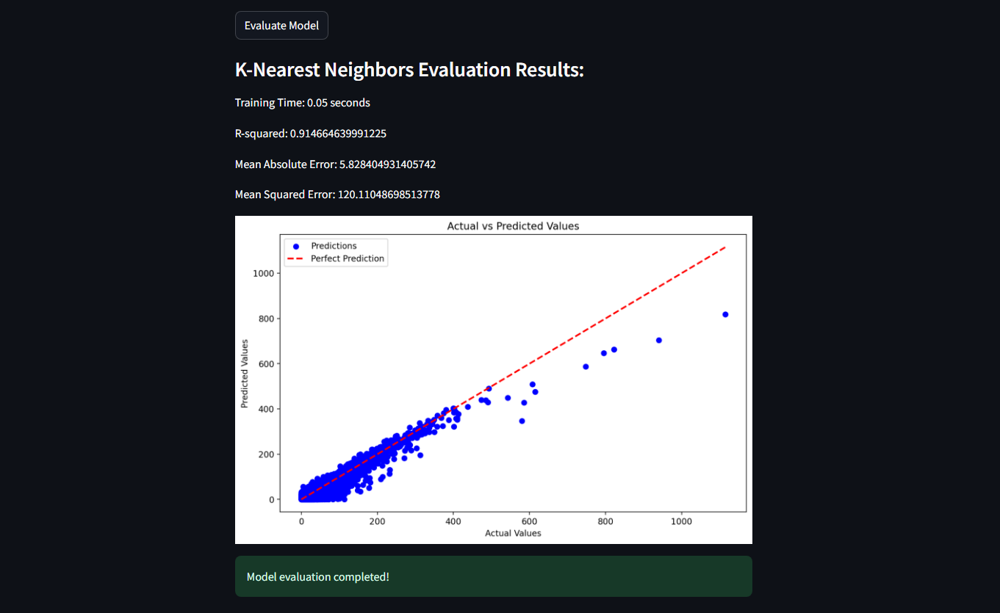 Evaluate Model
K-Nearest Neighbors Evaluation Results:
Training Time: 0.05 seconds
R-squared: 0.914664639991225
Mean Absolute Error: 5.828404931405742
Mean Squared Error: 120.11048698513778
Actual vs Predicted Values
Predictions
Perfect Prediction
1000
800
600
400
200
0
Predicted Values
0 200 400 600 800 1000
Actual Values
Model evaluation completed!